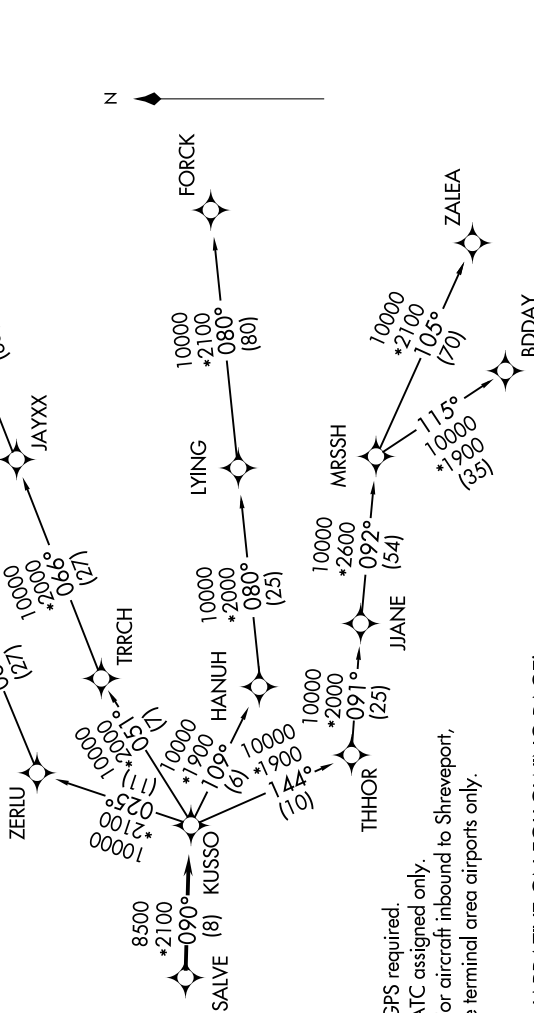 N
FORCK
ZALEA
10000
*2100
080°
(80)
10000
*2100
105°
(70)
BDDAY
JAYXX
LYING
MRSSH
115°
10000
*1900
(35)
10000
*2000
066°
(27)
10000
*2000
080°
(25)
10000
*2600
092°
(54)
JJANE
TRRCH
HANUH
10000
*2000
091°
(25)
(27)
10000
*2000
051°
(7)
10000
*1900
109°
(6)
10000
*1900
144°
(10)
THHOR
ZERLU
10000
*2100
025°
(11)
KUSSO
8500
*2100
090°
(8)
SALVE
GPS required.
ATC assigned only.
or aircraft inbound to Shreveport,
terminal area airports only.